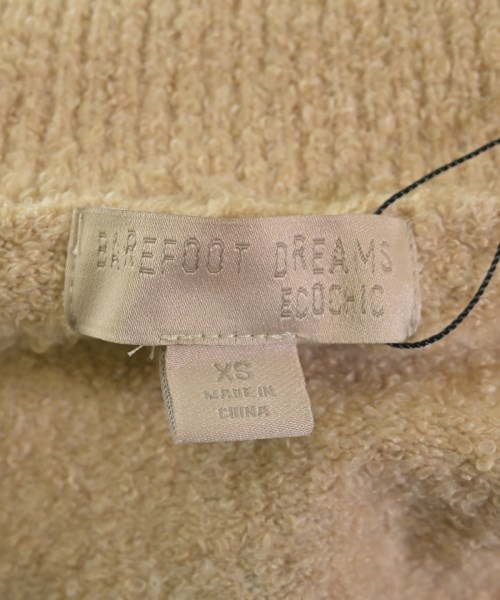 BAREFOOT DREAMS
ECOCHIC
XS
MADE IN
CHINA